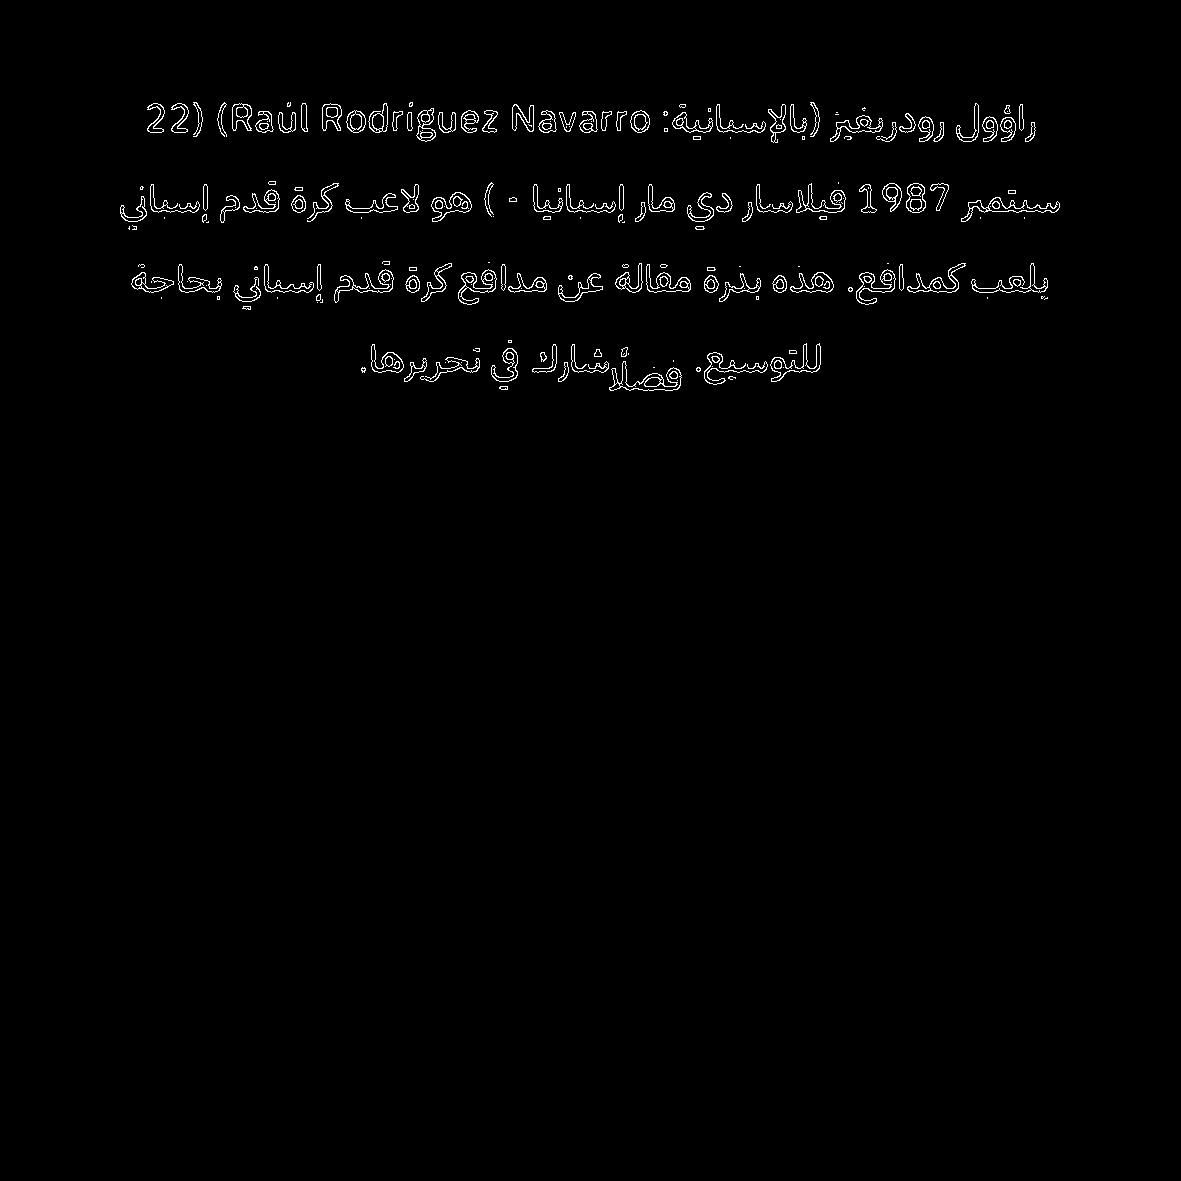 راؤول رودريغيز (بالإسبانية: Raúl Rodríguez Navarro) (22
سبتمبر 1987 فيلاسار دي مار إسبانيا - ) هو لاعب كرة قدم إسباني
يلعب كمدافع. هذه بذرة مقالة عن مدافع كرة قدم إسباني بحاجة
للتوسيع. فضلًا شارك في تحريرها.